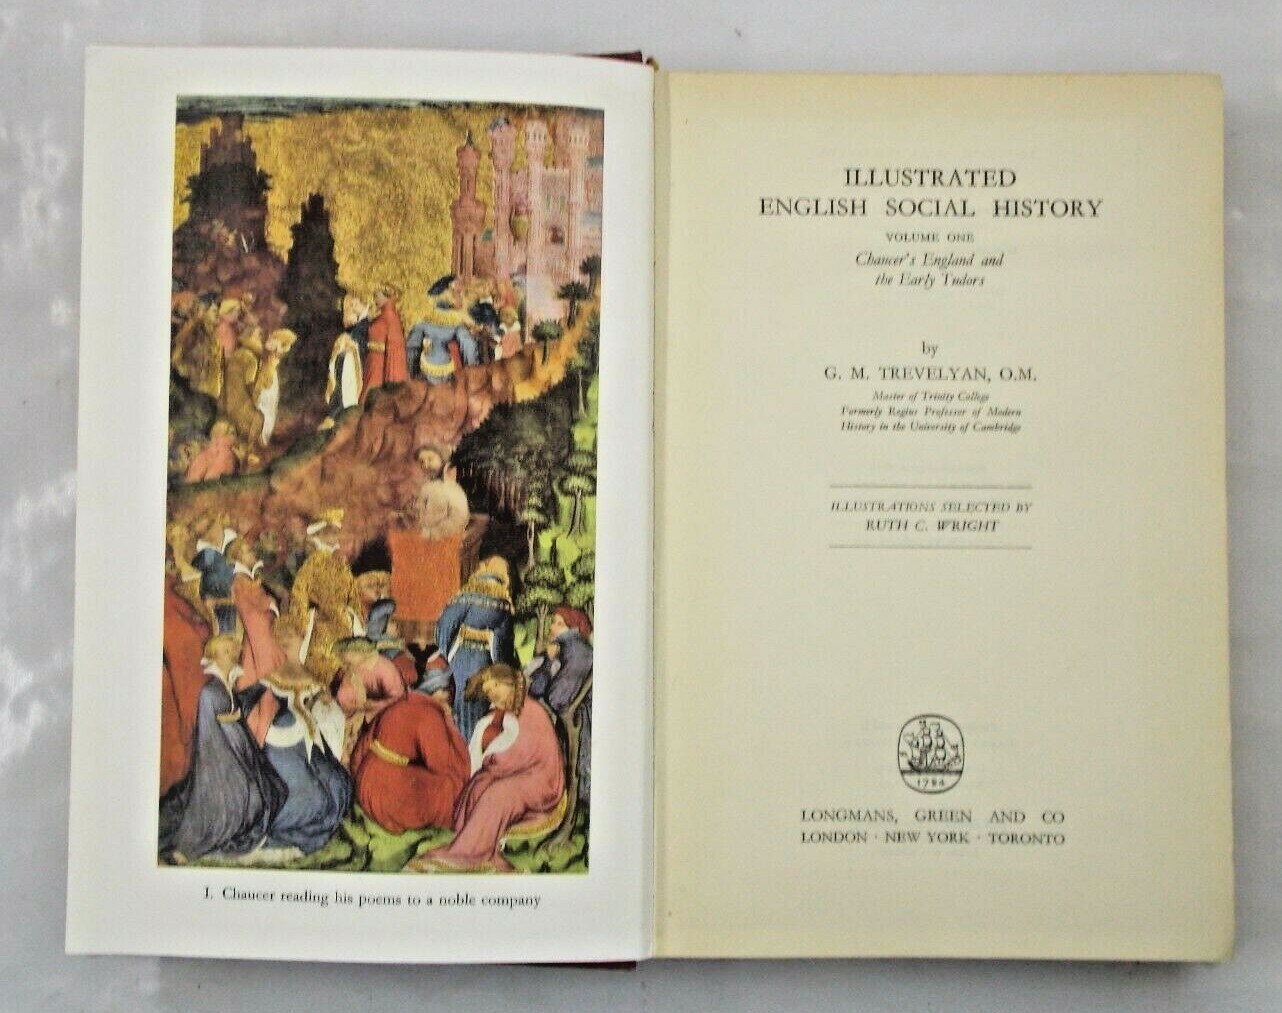 I. Chaucer reading his poems to a noble company
ILLUSTRATED
ENGLISH SOCIAL HISTORY
VOLUME ONE
Chaucer's England and
the Early Tudors
by
G. M. TREVELYAN, O.M.
Master of Trinity College
Formerly Regius Professor of Modern
History in the University of Cambridge
ILLUSTRATIONS SELECTED BY
RUTH C. WRIGHT
1724
LONGMANS, GREEN AND CO
LONDON · NEW YORK · TORONTO